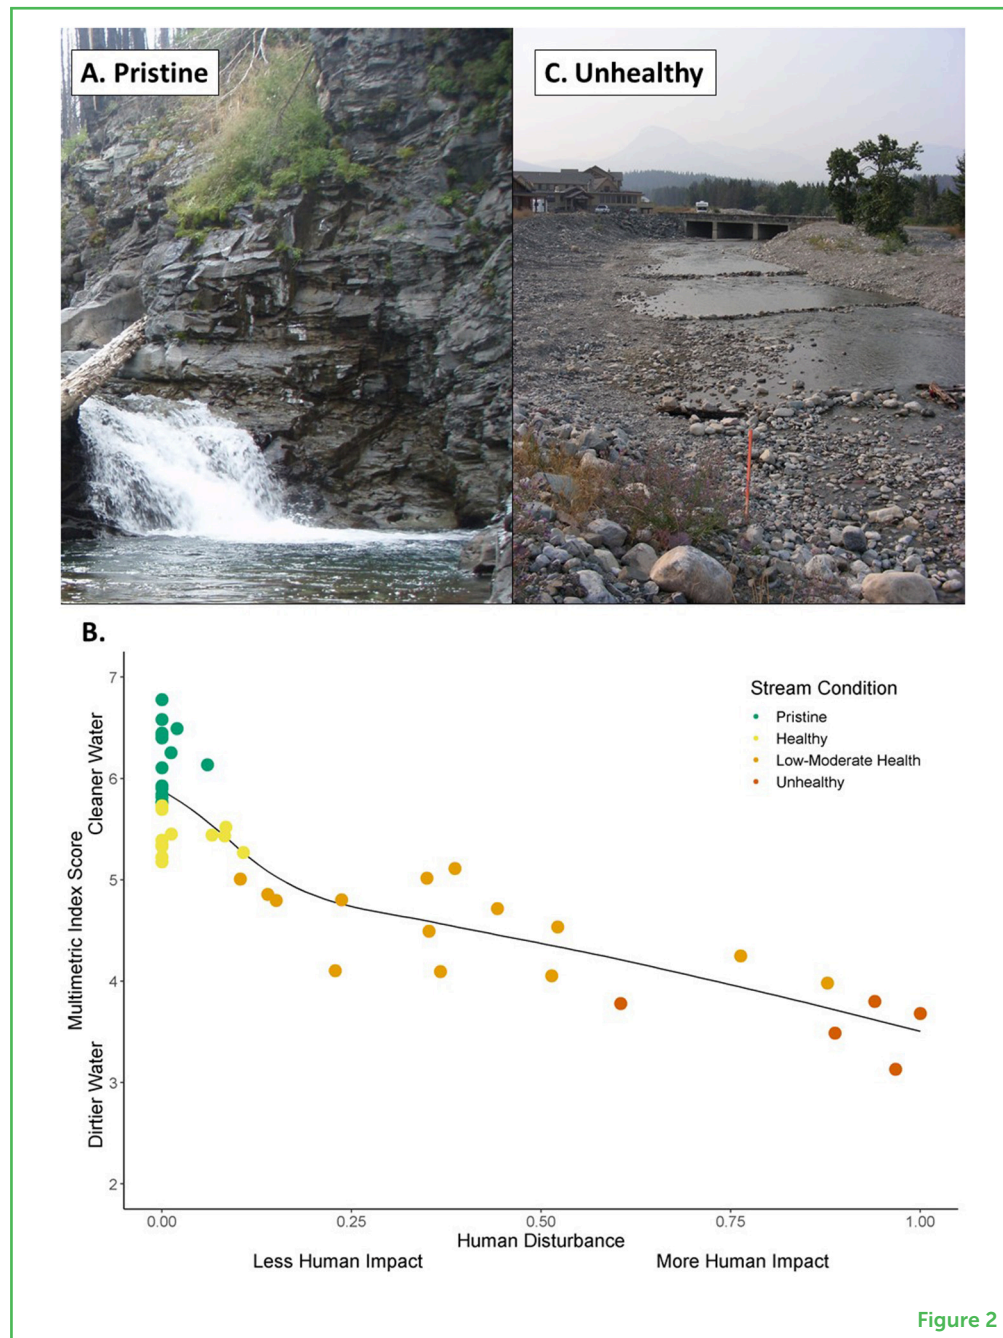 A. Pristine
C. Unhealthy
B.
7
6
5
4
3
2
Cleaner Water
Multimetric Index Score
Dirtier Water
Stream Condition
Pristine
Healthy
Low-Moderate Health
Unhealthy
0.00 0.25 0.50 0.75 1.00
Human Disturbance
Less Human Impact More Human Impact
Figure 2